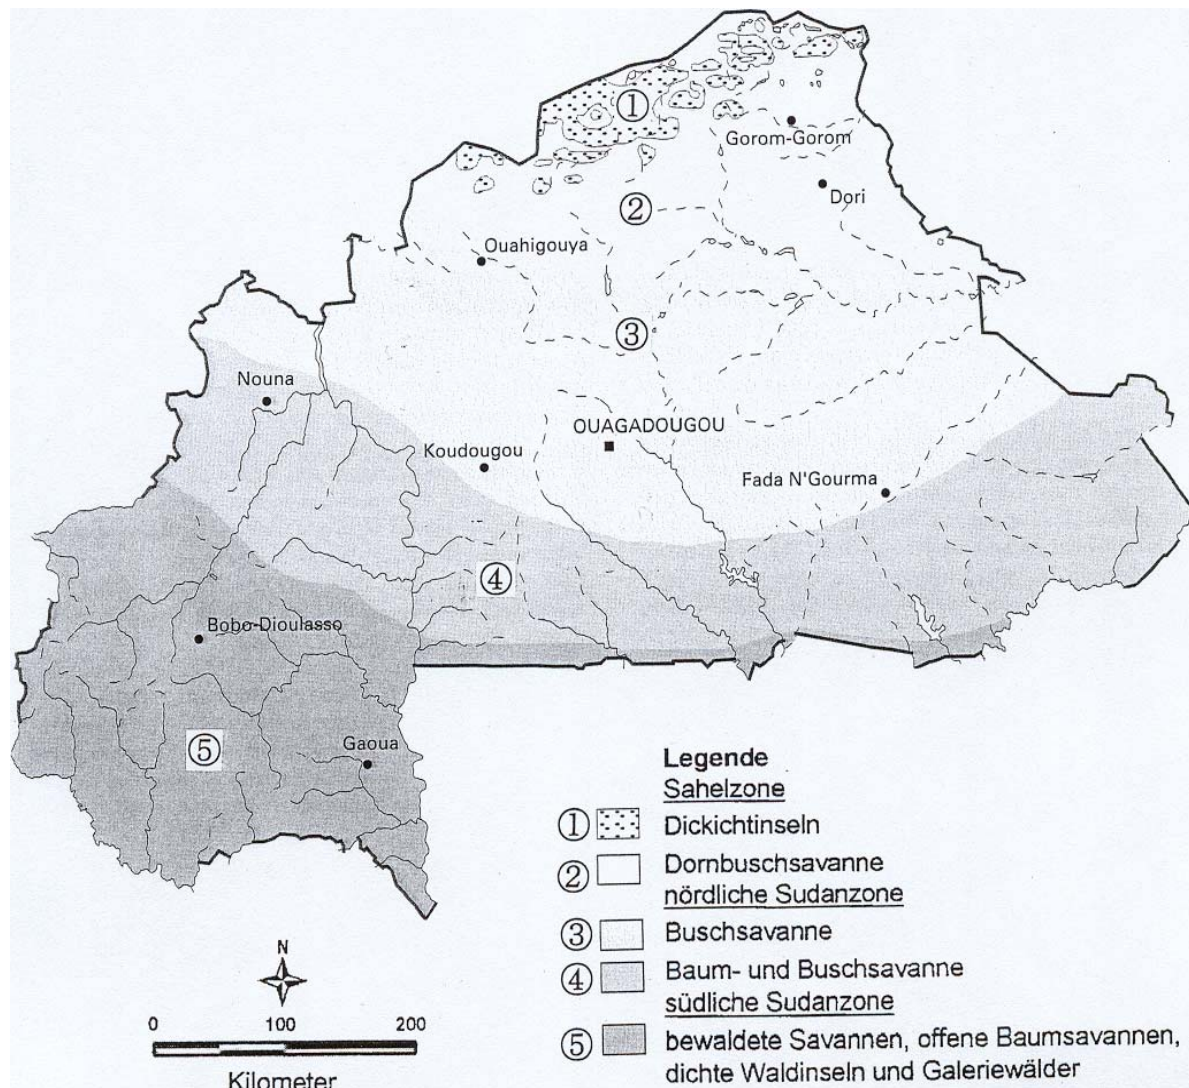 ①
Gorom-Gorom
Dori
②
Ouahigouya
③
Nouna
OUAGADOUGOU
Koudougou
Fada N'Gourma
④
Bobo-Dioulasso
⑤
Gaoua
Legende
Sahelzone
① Dickichtinseln
② Dornbuschsavanne
nördliche Sudanzone
③ Buschsavanne
④ Baum- und Buschsavanne
südliche Sudanzone
⑤ bewaldete Savannen, offene Baumsavannen,
dichte Waldinseln und Galeriewälder
N
0 100 200
Kilometer